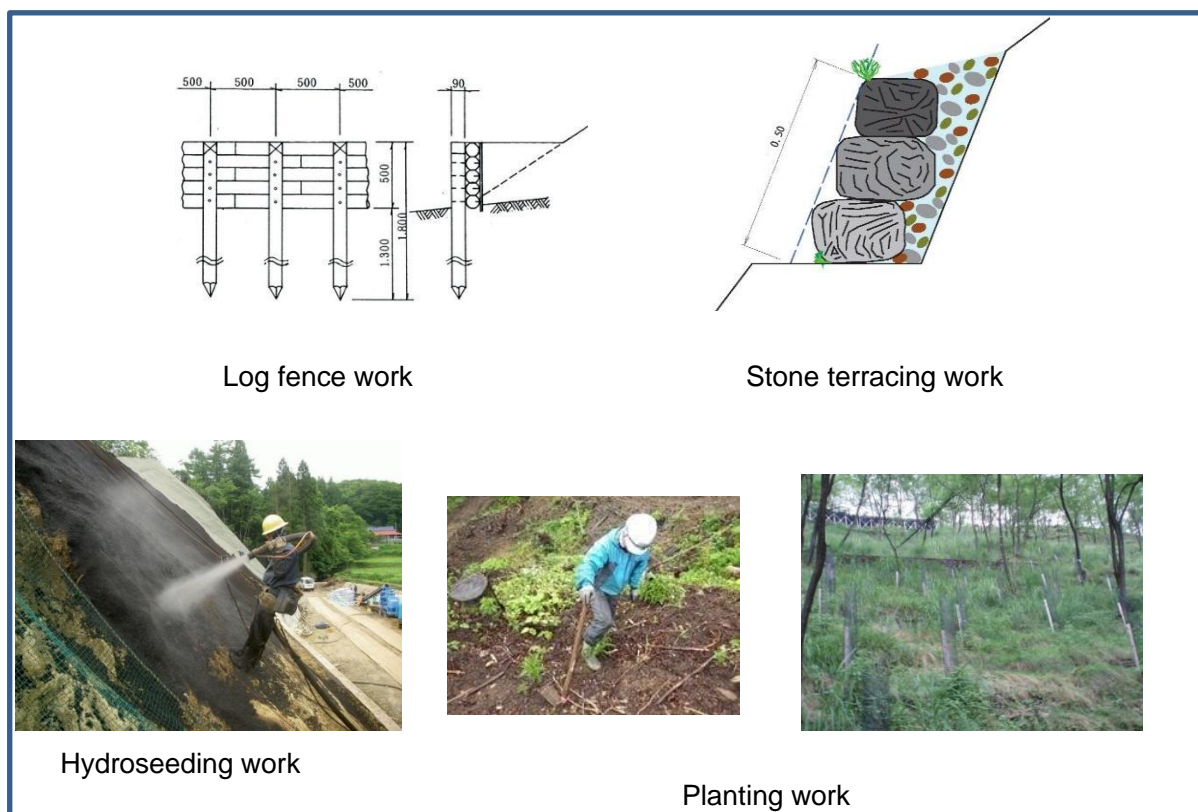 500 500 500 500
90
500
1.300
1.800
0.50
Log fence work
Stone terracing work
Hydroseeding work
Planting work